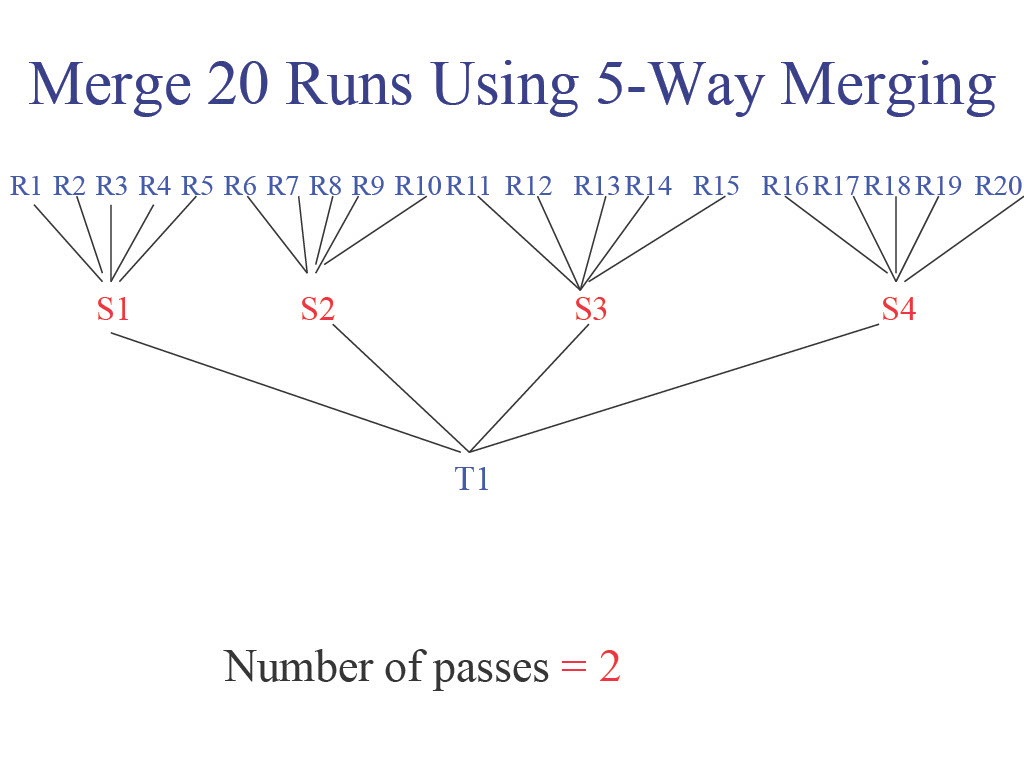 Merge 20 Runs Using 5-Way Merging
R1 R2 R3 R4 R5 R6 R7 R8 R9 R10 R11 R12 R13 R14 R15 R16 R17 R18 R19 R20
S1 S2 S3 S4
T1
Number of passes = 2